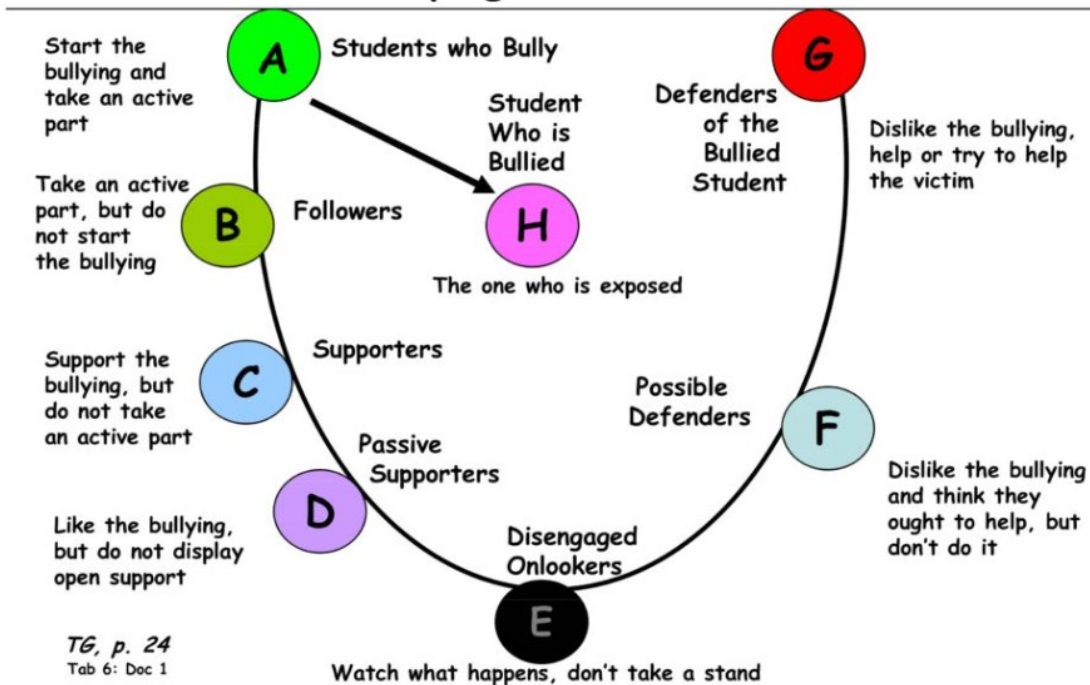 Start the
bullying and
take an active
part
A
Students who Bully
Student
Who is
Bullied
H
The one who is exposed
G
Defenders
of the
Bullied
Student
Dislike the bullying,
help or try to help
the victim
Take an active
part, but do
not start
the bullying
B
Followers
Support the
bullying, but
do not take
an active part
C
Supporters
Possible
Defenders
F
Dislike the bullying
and think they
ought to help, but
don't do it
Passive
Supporters
D
Like the bullying,
but do not display
open support
Disengaged
Onlookers
E
Watch what happens, don't take a stand
TG, p. 24
Tab 6: Doc 1